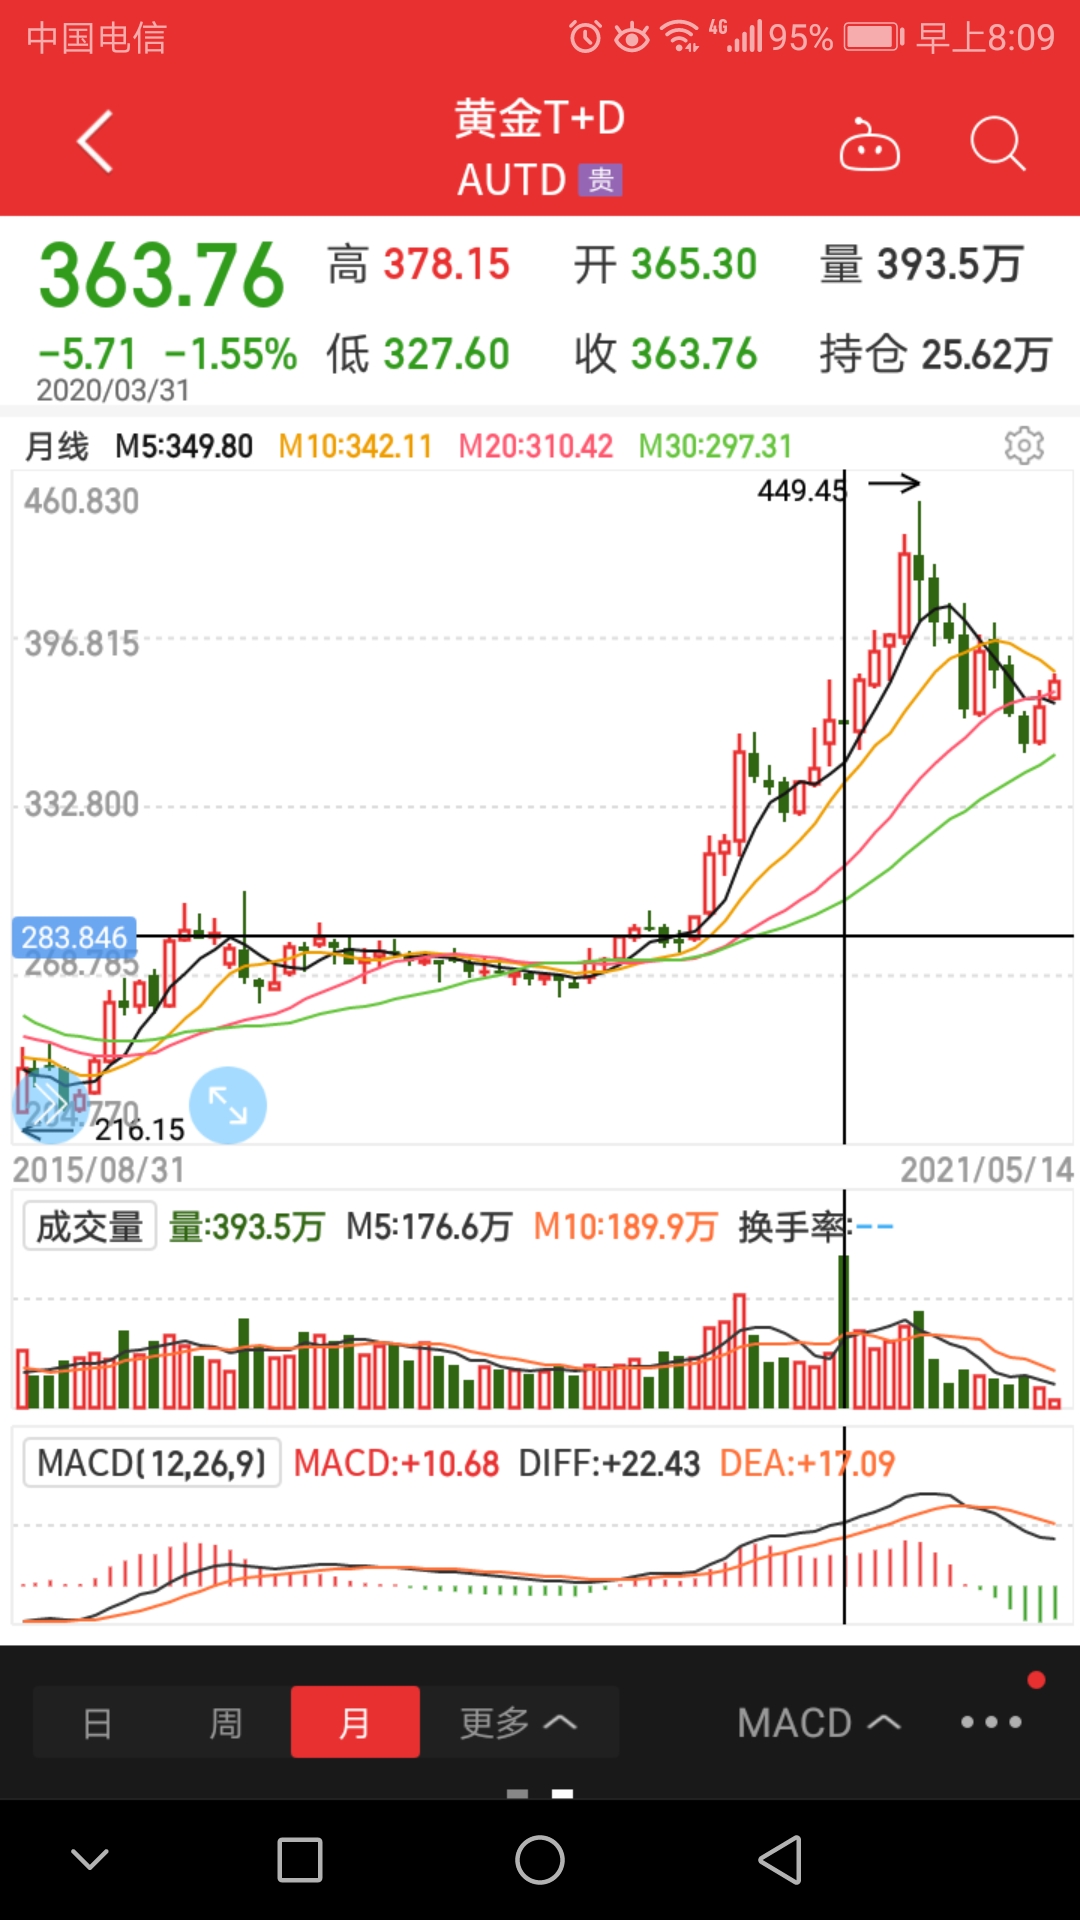 中国电信 4G 95% 早上8:09
黄金T+D
AUTD 贵
363.76 高 378.15 开 365.30 量 393.5万
-5.71 -1.55% 低 327.60 收 363.76 持仓 25.62万
2020/03/31
月线 M5:349.80 M10:342.11 M20:310.42 M30:297.31
449.45
460.830
396.815
332.800
283.846
268.785
204.770
216.15
2015/08/31 2021/05/14
成交量 量:393.5万 M5:176.6万 M10:189.9万 换手率:--
MACD(12,26,9) MACD:+10.68 DIFF:+22.43 DEA:+17.09
日 周 月 更多 MACD